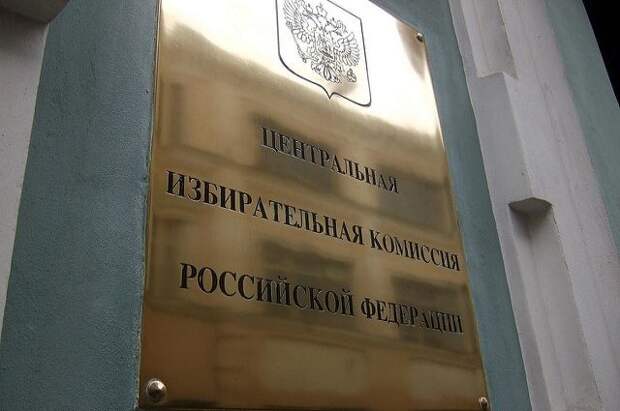 ЦЕНТРАЛЬНАЯ
ИЗБИРАТЕЛЬНАЯ КОМИССИЯ
РОССИЙСКОЙ ФЕДЕРАЦИИ